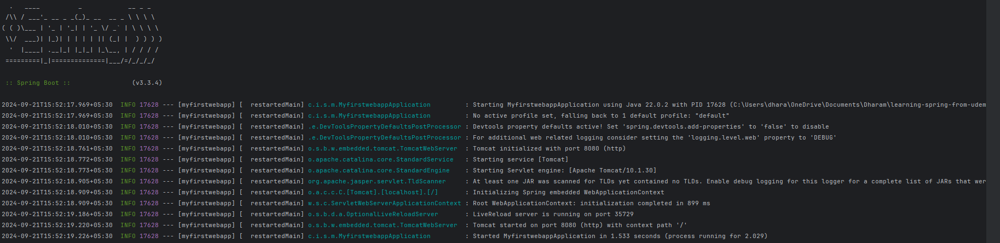 .   ____          _            __ _ _
 /\\ / ___'_ __ _ _(_)_ __  __ _ \ \ \ \
( ( )\___ | '_ | '_| | '_ \/ _` | \ \ \ \
 \\/  ___)| |_)| | | | | || (_| |  ) ) ) )
  '  |____| .__|_| |_|_| |_\__, | / / / /
 =========|_|==============|___/=/_/_/_/
 :: Spring Boot ::                (v3.3.4)
2024-09-21T15:52:17.969+05:30  INFO 17628 --- [myfirstwebapp] [  restartedMain] c.i.s.m.MyfirstwebappApplication         : Starting MyfirstwebappApplication using Java 22.0.2 with PID 17628 (C:\Users\dhara\OneDrive\Documents\Dharam\learning-spring-from-udem
2024-09-21T15:52:17.969+05:30  INFO 17628 --- [myfirstwebapp] [  restartedMain] c.i.s.m.MyfirstwebappApplication         : No active profile set, falling back to 1 default profile: "default"
2024-09-21T15:52:18.010+05:30  INFO 17628 --- [myfirstwebapp] [  restartedMain] .e.DevToolsPropertyDefaultsPostProcessor : Devtools property defaults active! Set 'spring.devtools.add-properties' to 'false' to disable
2024-09-21T15:52:18.010+05:30  INFO 17628 --- [myfirstwebapp] [  restartedMain] .e.DevToolsPropertyDefaultsPostProcessor : For additional web related logging consider setting the 'logging.level.web' property to 'DEBUG'
2024-09-21T15:52:18.761+05:30  INFO 17628 --- [myfirstwebapp] [  restartedMain] o.s.b.w.embedded.tomcat.TomcatWebServer  : Tomcat initialized with port 8080 (http)
2024-09-21T15:52:18.772+05:30  INFO 17628 --- [myfirstwebapp] [  restartedMain] o.apache.catalina.core.StandardService   : Starting service [Tomcat]
2024-09-21T15:52:18.773+05:30  INFO 17628 --- [myfirstwebapp] [  restartedMain] o.apache.catalina.core.StandardEngine    : Starting Servlet engine: [Apache Tomcat/10.1.30]
2024-09-21T15:52:18.905+05:30  INFO 17628 --- [myfirstwebapp] [  restartedMain] org.apache.jasper.servlet.TldScanner     : At least one JAR was scanned for TLDs yet contained no TLDs. Enable debug logging for this logger for a complete list of JARs that wer
2024-09-21T15:52:18.909+05:30  INFO 17628 --- [myfirstwebapp] [  restartedMain] o.a.c.c.C.[Tomcat].[localhost].[/]       : Initializing Spring embedded WebApplicationContext
2024-09-21T15:52:18.909+05:30  INFO 17628 --- [myfirstwebapp] [  restartedMain] w.s.c.ServletWebServerApplicationContext : Root WebApplicationContext: initialization completed in 899 ms
2024-09-21T15:52:19.186+05:30  INFO 17628 --- [myfirstwebapp] [  restartedMain] o.s.b.d.a.OptionalLiveReloadServer       : LiveReload server is running on port 35729
2024-09-21T15:52:19.220+05:30  INFO 17628 --- [myfirstwebapp] [  restartedMain] o.s.b.w.embedded.tomcat.TomcatWebServer  : Tomcat started on port 8080 (http) with context path '/'
2024-09-21T15:52:19.226+05:30  INFO 17628 --- [myfirstwebapp] [  restartedMain] c.i.s.m.MyfirstwebappApplication         : Started MyfirstwebappApplication in 1.533 seconds (process running for 2.029)